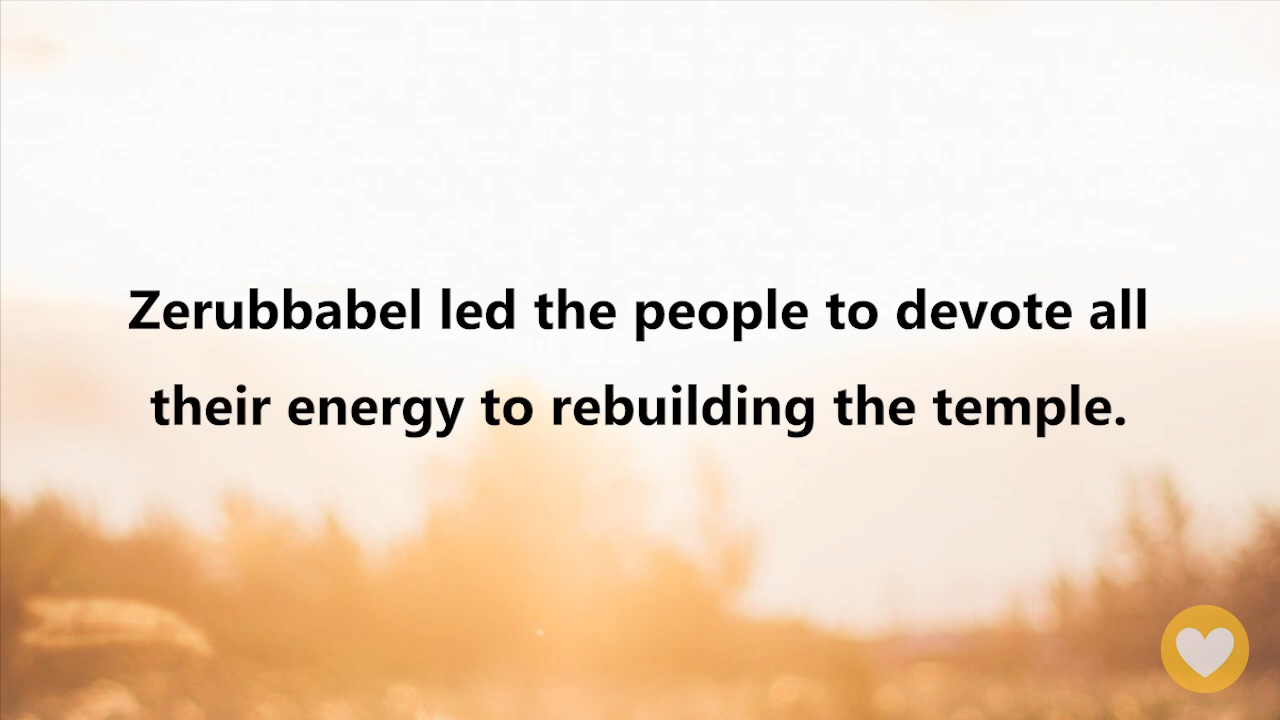 Zerubbabel led the people to devote all
their energy to rebuilding the temple.